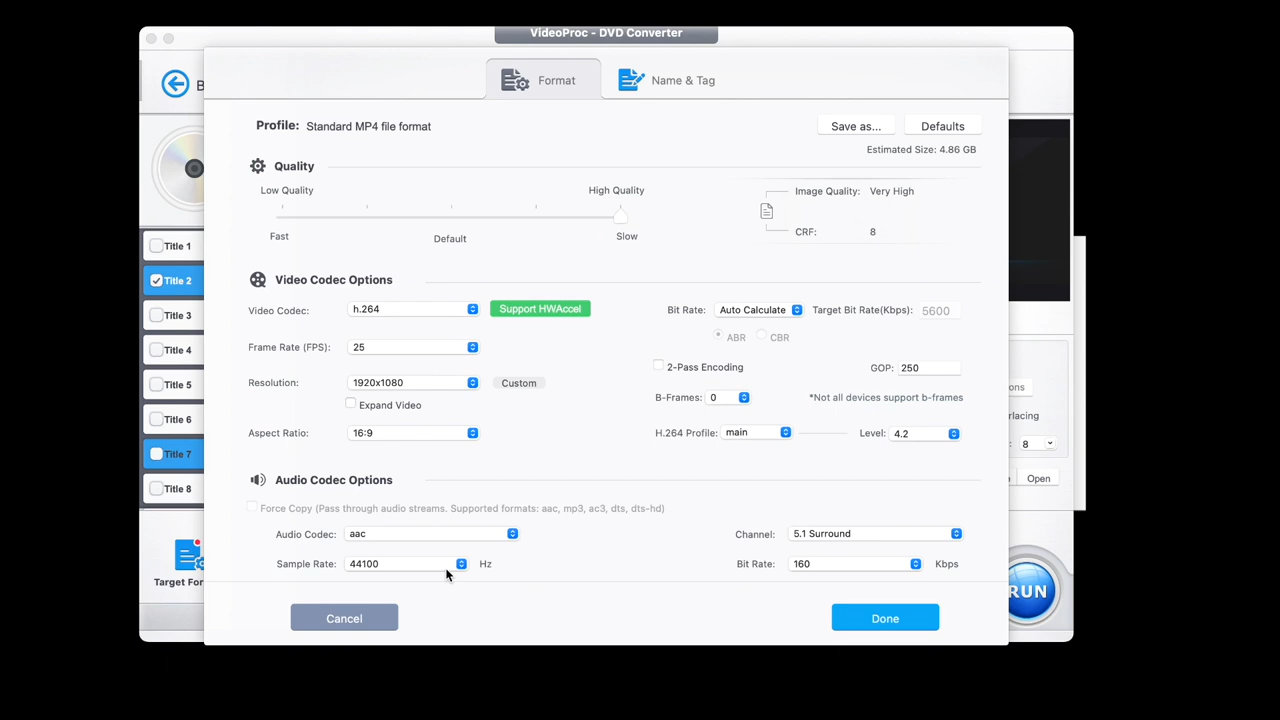 VideoProc - DVD Converter
B
Format
Name & Tag
Profile: Standard MP4 file format
Save as...
Defaults
Estimated Size: 4.86 GB
Quality
Low Quality
High Quality
Fast
Default
Slow
Image Quality: Very High
CRF: 8
Title 1
Title 2
Title 3
Title 4
Title 5
Title 6
Title 7
Title 8
Video Codec Options
Video Codec: h.264
Support HWAccel
Bit Rate: Auto Calculate
Target Bit Rate(Kbps): 5600
ABR
CBR
Frame Rate (FPS): 25
2-Pass Encoding
GOP: 250
Resolution: 1920x1080
Custom
Expand Video
B-Frames: 0
*Not all devices support b-frames
Aspect Ratio: 16:9
H.264 Profile: main
Level: 4.2
ons
rlacing
: 8
Open
Audio Codec Options
Force Copy (Pass through audio streams. Supported formats: aac, mp3, ac3, dts, dts-hd)
Audio Codec: aac
Channel: 5.1 Surround
Sample Rate: 44100 Hz
Bit Rate: 160 Kbps
Target For
RUN
Cancel
Done